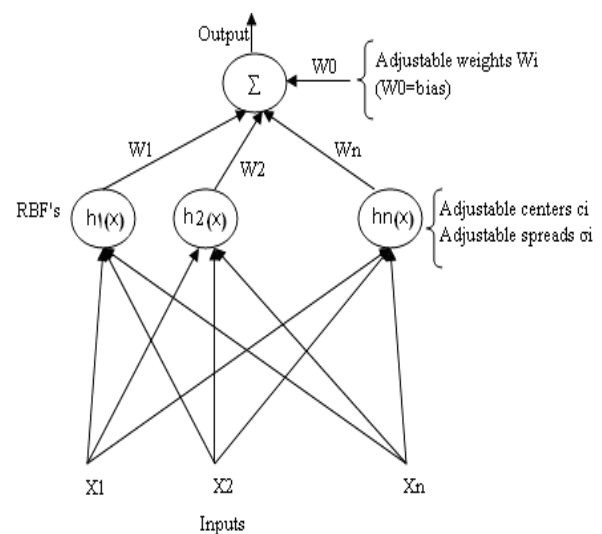 Output
W0
Adjustable weights Wi
(W0=bias)
Σ
W1
W2
Wn
RBF's
h1(x)
h2(x)
hn(x)
Adjustable centers ci
Adjustable spreads σi
X1
X2
Xn
Inputs